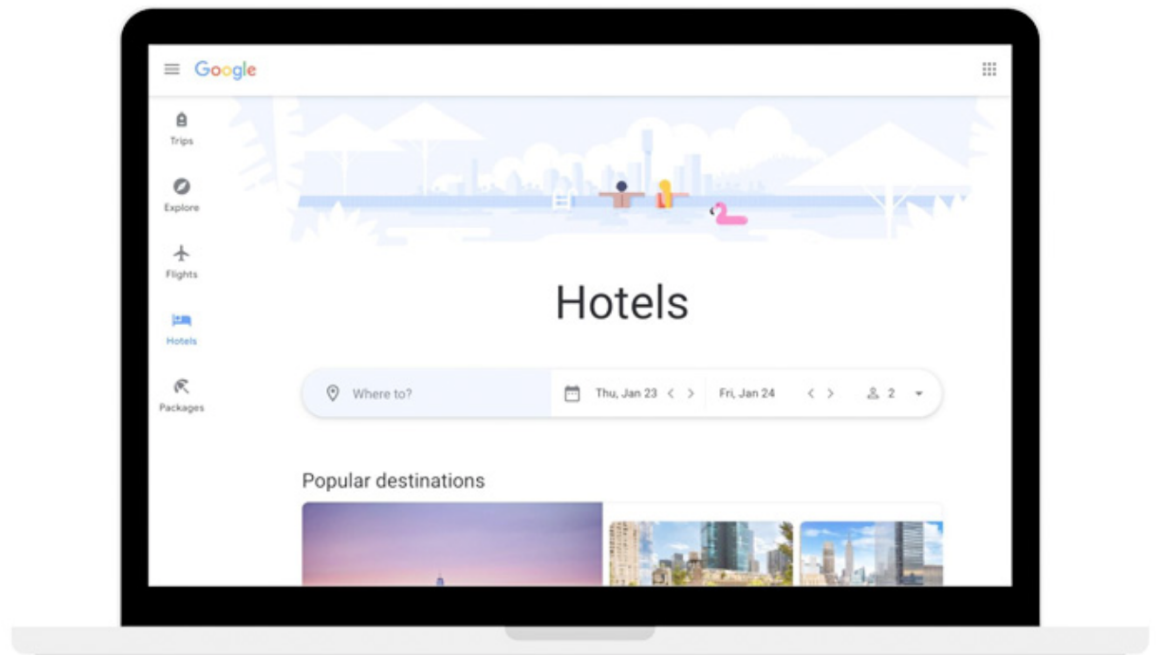 Google
Trips
Explore
Flights
Hotels
Packages
Hotels
Where to? Thu, Jan 23 Fri, Jan 24 2
Popular destinations